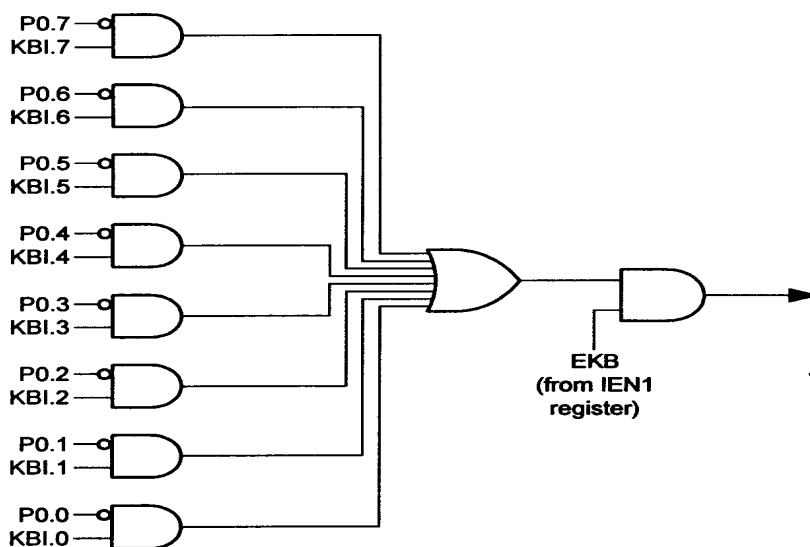 P0.7
KBI.7
P0.6
KBI.6
P0.5
KBI.5
P0.4
KBI.4
P0.3
KBI.3
P0.2
KBI.2
P0.1
KBI.1
P0.0
KBI.0
EKB
(from IEN1
register)